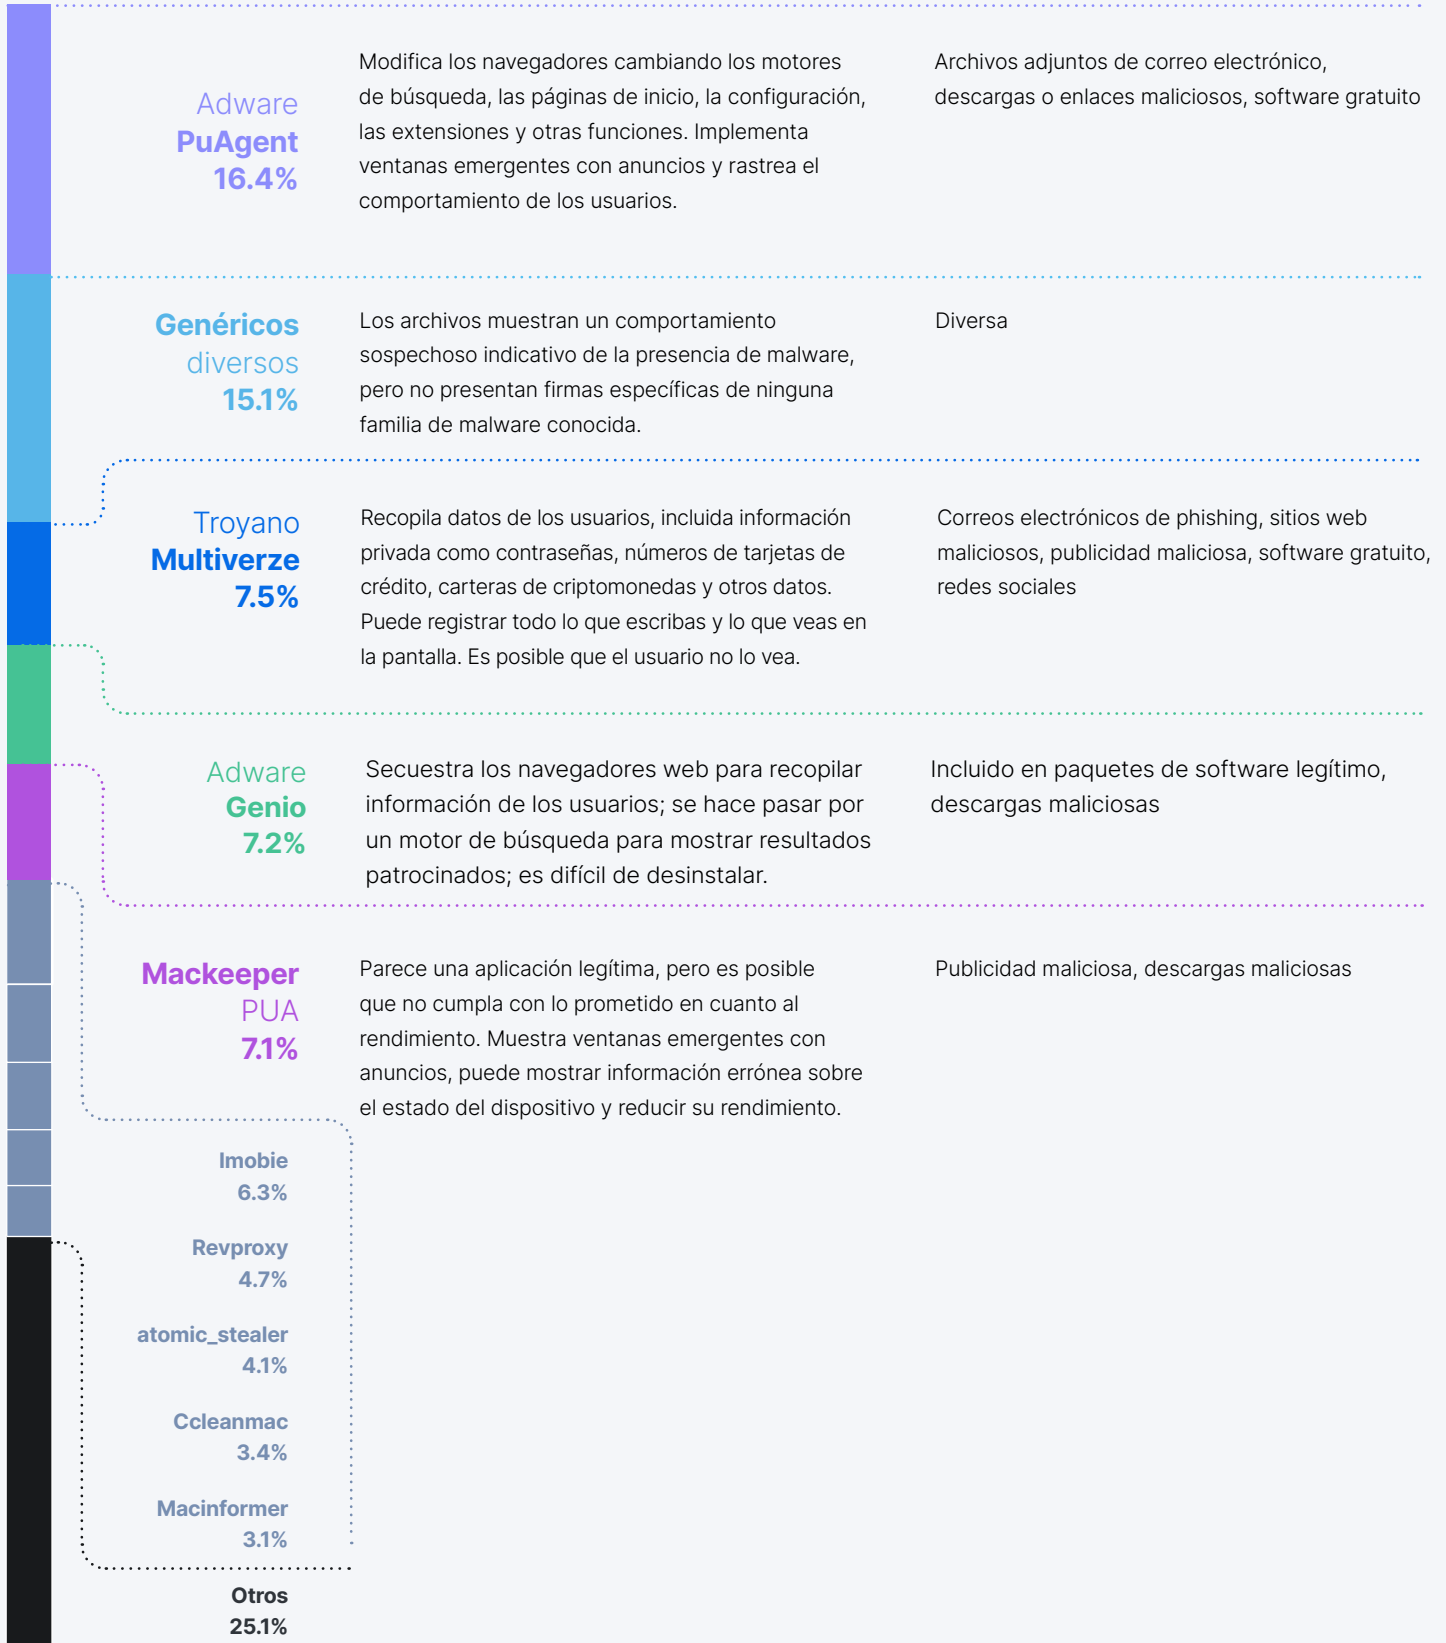 Adware
PuAgent
16.4%
Modifica los navegadores cambiando los motores
de búsqueda, las páginas de inicio, la configuración,
las extensiones y otras funciones. Implementa
ventanas emergentes con anuncios y rastrea el
comportamiento de los usuarios.
Archivos adjuntos de correo electrónico,
descargas o enlaces maliciosos, software gratuito
Genéricos
diversos
15.1%
Los archivos muestran un comportamiento
sospechoso indicativo de la presencia de malware,
pero no presentan firmas específicas de ninguna
familia de malware conocida.
Diversa
Troyano
Multiverze
7.5%
Recopila datos de los usuarios, incluida información
privada como contraseñas, números de tarjetas de
crédito, carteras de criptomonedas y otros datos.
Puede registrar todo lo que escribas y lo que veas en
la pantalla. Es posible que el usuario no lo vea.
Correos electrónicos de phishing, sitios web
maliciosos, publicidad maliciosa, software gratuito,
redes sociales
Adware
Genio
7.2%
Secuestra los navegadores web para recopilar
información de los usuarios; se hace pasar por
un motor de búsqueda para mostrar resultados
patrocinados; es difícil de desinstalar.
Incluido en paquetes de software legítimo,
descargas maliciosas
Mackeeper
PUA
7.1%
Parece una aplicación legítima, pero es posible
que no cumpla con lo prometido en cuanto al
rendimiento. Muestra ventanas emergentes con
anuncios, puede mostrar información errónea sobre
el estado del dispositivo y reducir su rendimiento.
Publicidad maliciosa, descargas maliciosas
Imobie
6.3%
Revproxy
4.7%
atomic_stealer
4.1%
Ccleanmac
3.4%
Macinformer
3.1%
Otros
25.1%